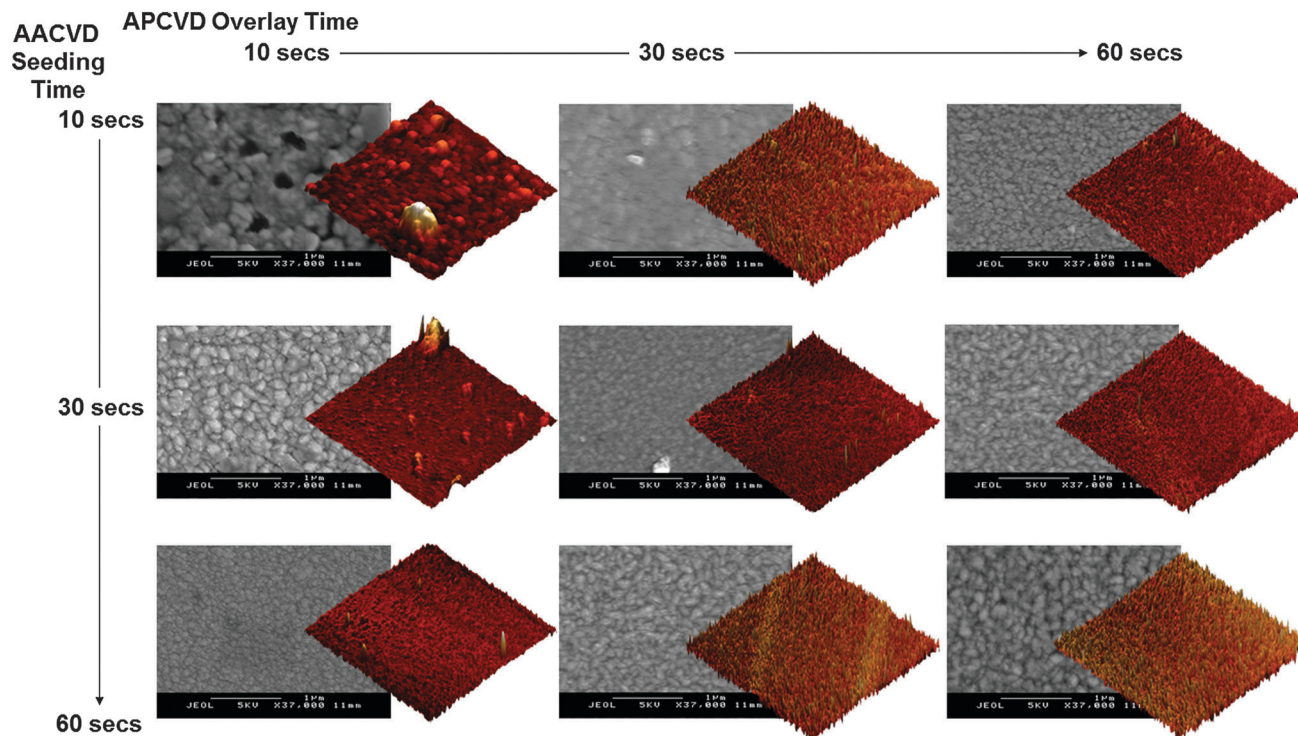 APCVD Overlay Time
AACVD
Seeding
Time
10 secs
30 secs
60 secs
10 secs
1μm
JEOL 5KV X37,000 11mm
1μm
JEOL 5KV X37,000 11mm
1μm
JEOL 5KV X37,000 11mm
30 secs
1μm
JEOL 5KV X37,000 11mm
1μm
JEOL 5KV X37,000 11mm
1μm
JEOL 5KV X37,000 11mm
60 secs
1μm
JEOL 5KV X37,000 11mm
1μm
JEOL 5KV X37,000 11mm
1μm
JEOL 5KV X37,000 11mm